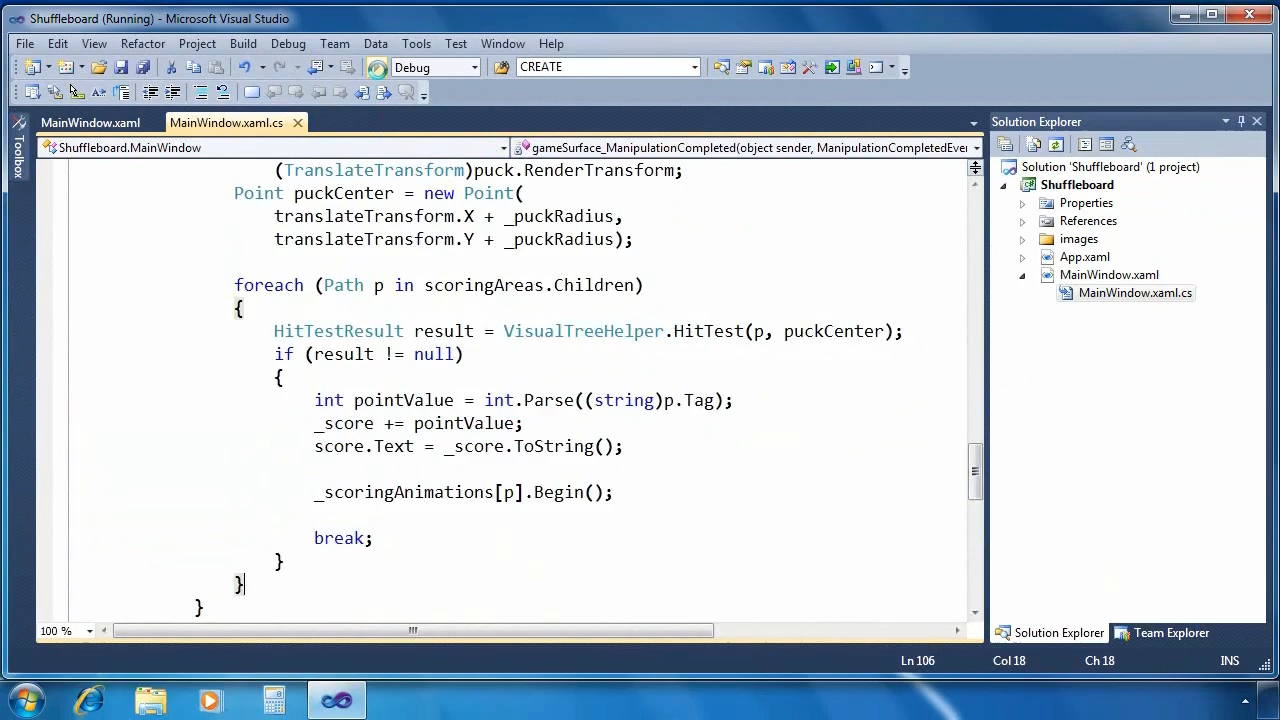 Shuffleboard (Running) - Microsoft Visual Studio
File Edit View Refactor Project Build Debug Team Data Tools Test Window Help
Debug CREATE
MainWindow.xaml MainWindow.xaml.cs
Toolbox
Shuffleboard.MainWindow gameSurface_ManipulationCompleted(object sender, ManipulationCompletedEve
(TranslateTransform)puck.RenderTransform;
Point puckCenter = new Point(
translateTransform.X + _puckRadius,
translateTransform.Y + _puckRadius);
foreach (Path p in scoringAreas.Children)
{
HitTestResult result = VisualTreeHelper.HitTest(p, puckCenter);
if (result != null)
{
int pointValue = int.Parse((string)p.Tag);
_score += pointValue;
score.Text = _score.ToString();
_scoringAnimations[p].Begin();
break;
}
}
}
100 %
Solution Explorer
Solution 'Shuffleboard' (1 project)
Shuffleboard
Properties
References
images
App.xaml
MainWindow.xaml
MainWindow.xaml.cs
Solution Explorer Team Explorer
Ln 106 Col 18 Ch 18 INS